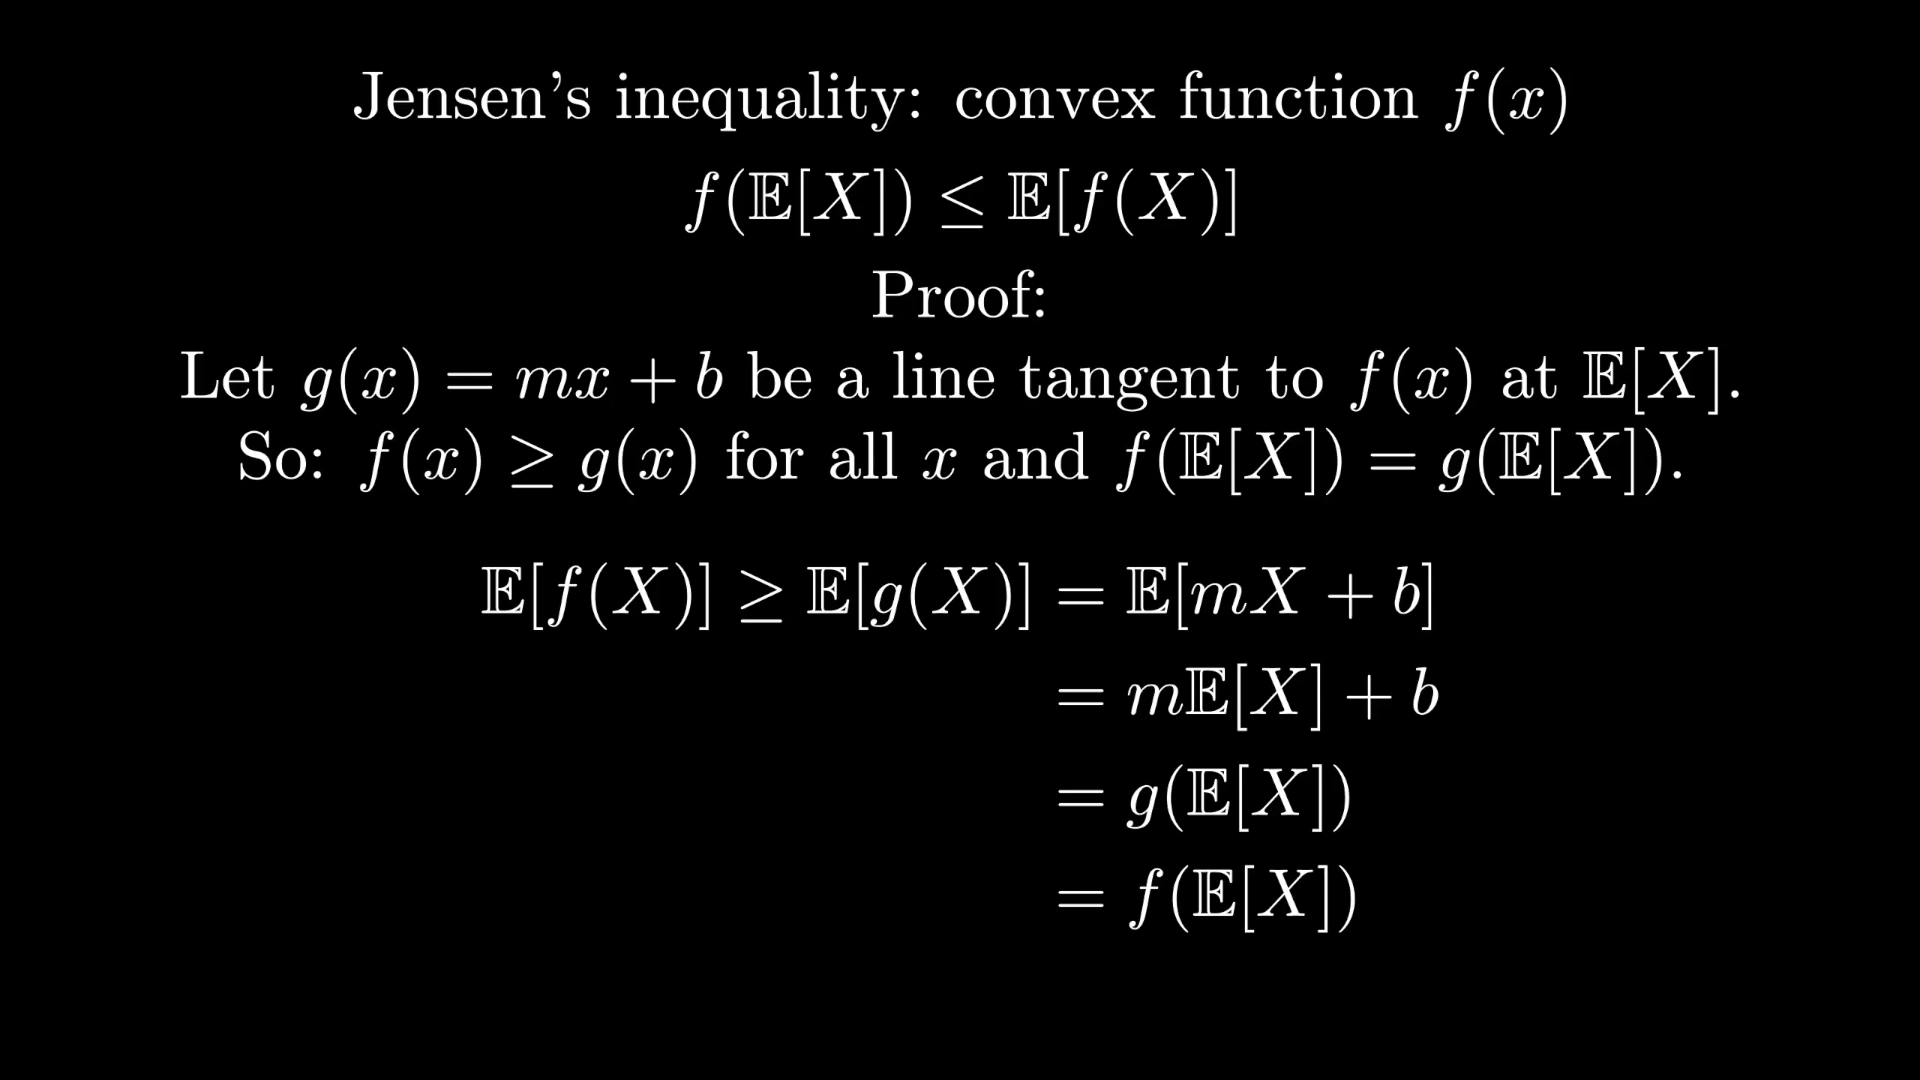 Jensen's inequality: convex function f(x)
f(𝔼[X]) ≤ 𝔼[f(X)]
Proof:
Let g(x) = mx + b be a line tangent to f(x) at 𝔼[X].
So: f(x) ≥ g(x) for all x and f(𝔼[X]) = g(𝔼[X]).
𝔼[f(X)] ≥ 𝔼[g(X)] = 𝔼[mX + b]
= m𝔼[X] + b
= g(𝔼[X])
= f(𝔼[X])